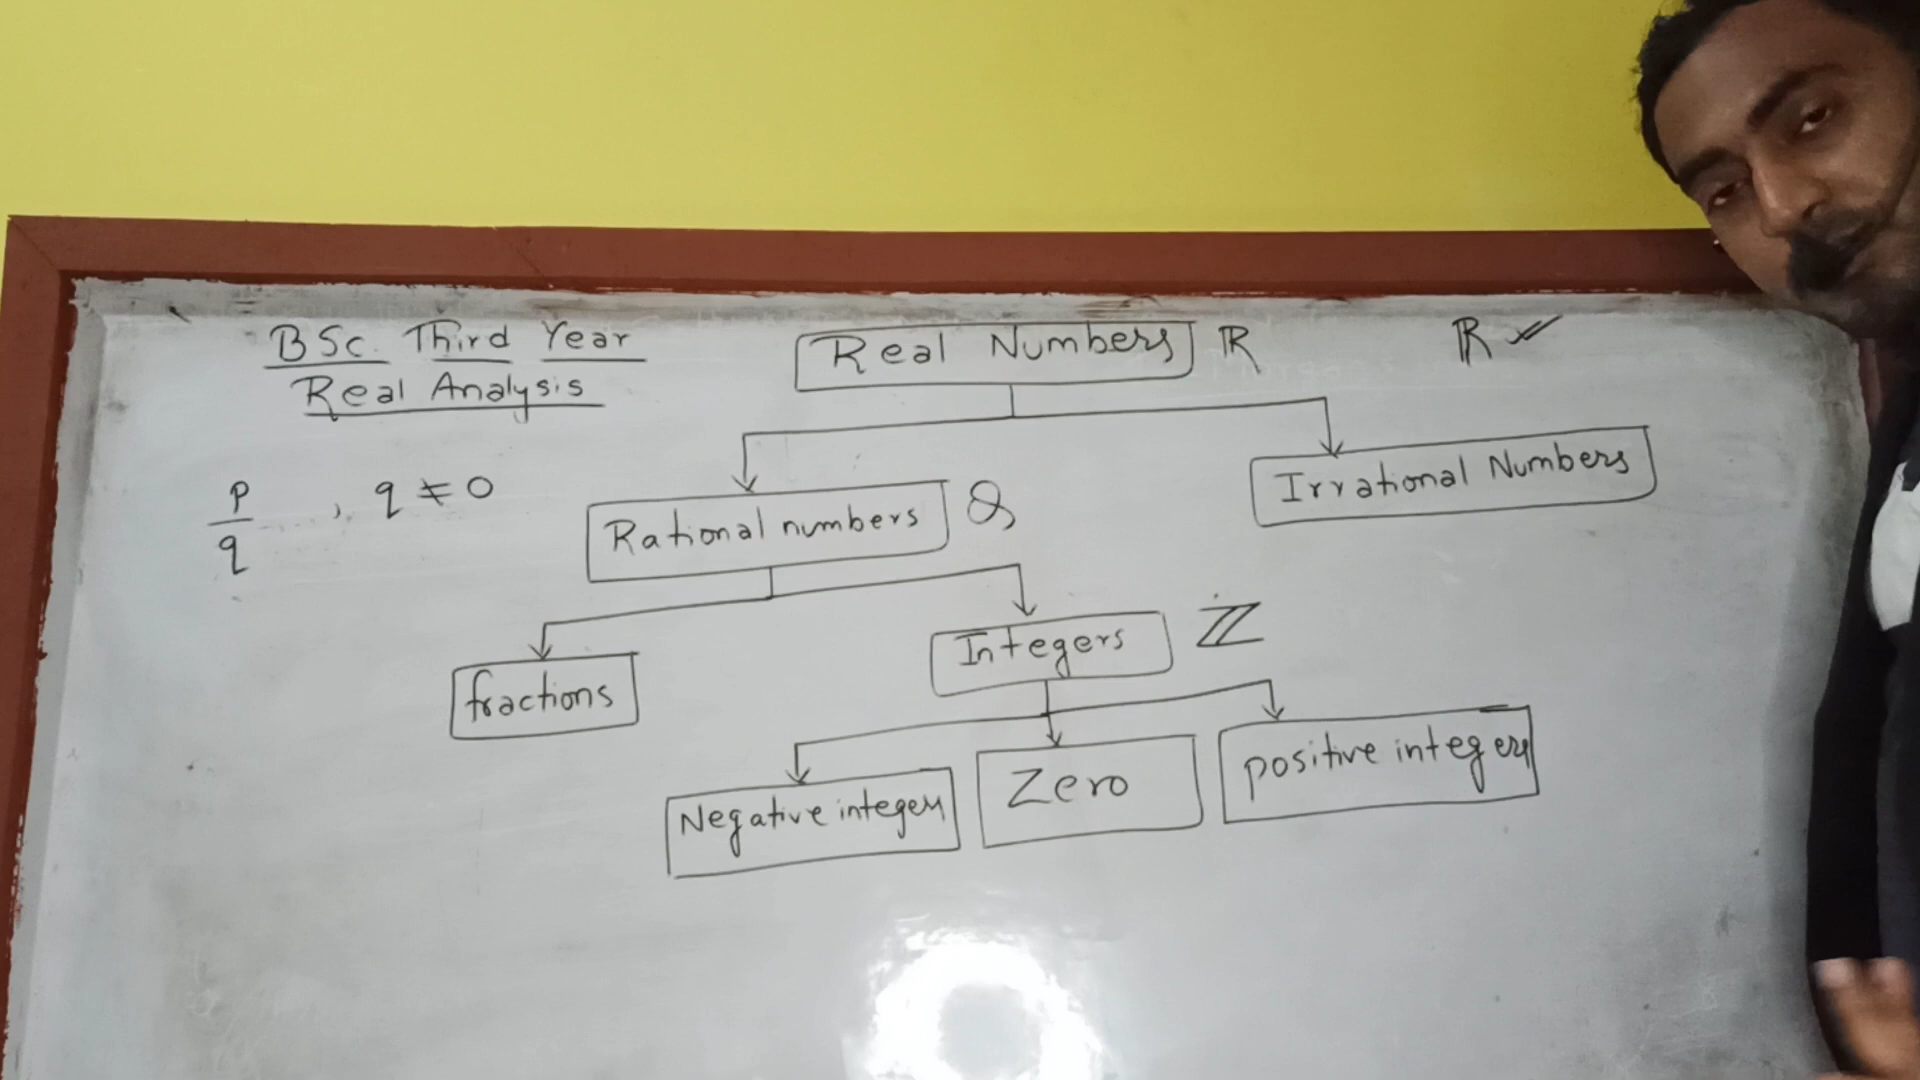 BSc. Third Year
Real Analysis
Real Numbers ℝ
ℝ ✓
p/q , q ≠ 0
Rational numbers Q
Irrational Numbers
fractions
Integers ℤ
Negative integers
Zero
positive integers